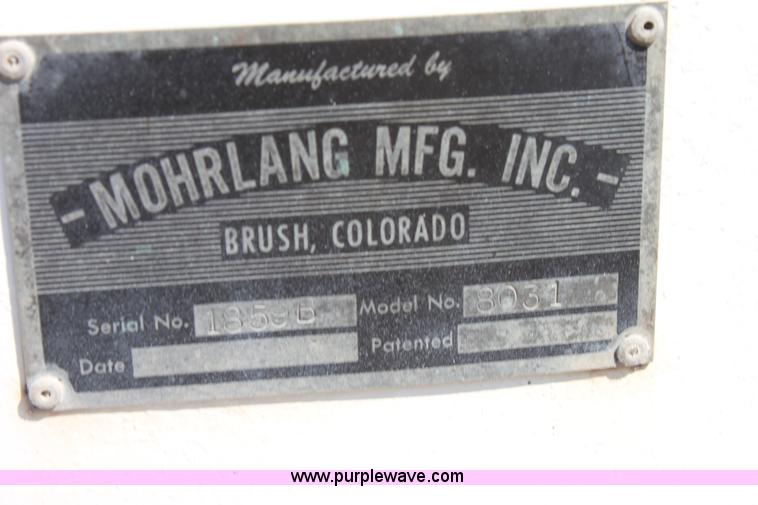 Manufactured by
- MOHRLANG MFG. INC. -
BRUSH, COLORADO
Serial No. Model No. 8031
Date Patented
www.purplewave.com